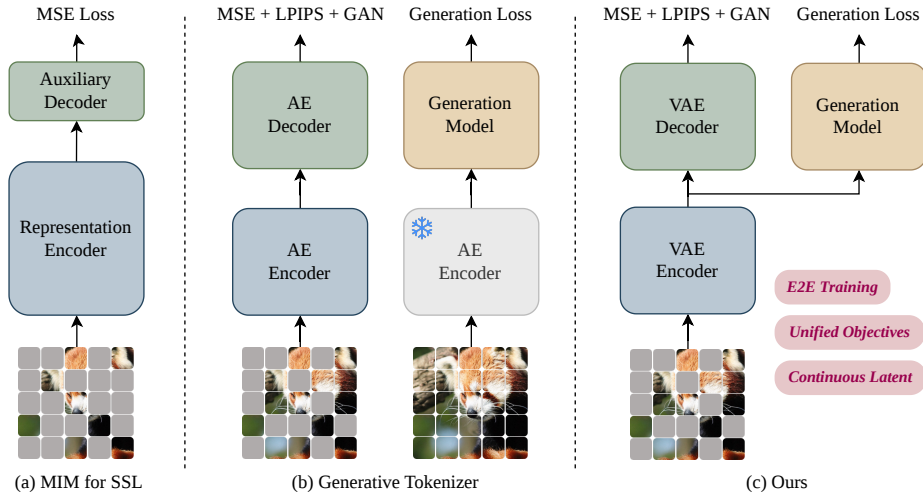 MSE Loss
Auxiliary
Decoder
Representation
Encoder
(a) MIM for SSL
MSE + LPIPS + GAN
Generation Loss
AE
Decoder
Generation
Model
AE
Encoder
AE
Encoder
(b) Generative Tokenizer
MSE + LPIPS + GAN
Generation Loss
VAE
Decoder
Generation
Model
VAE
Encoder
E2E Training
Unified Objectives
Continuous Latent
(c) Ours